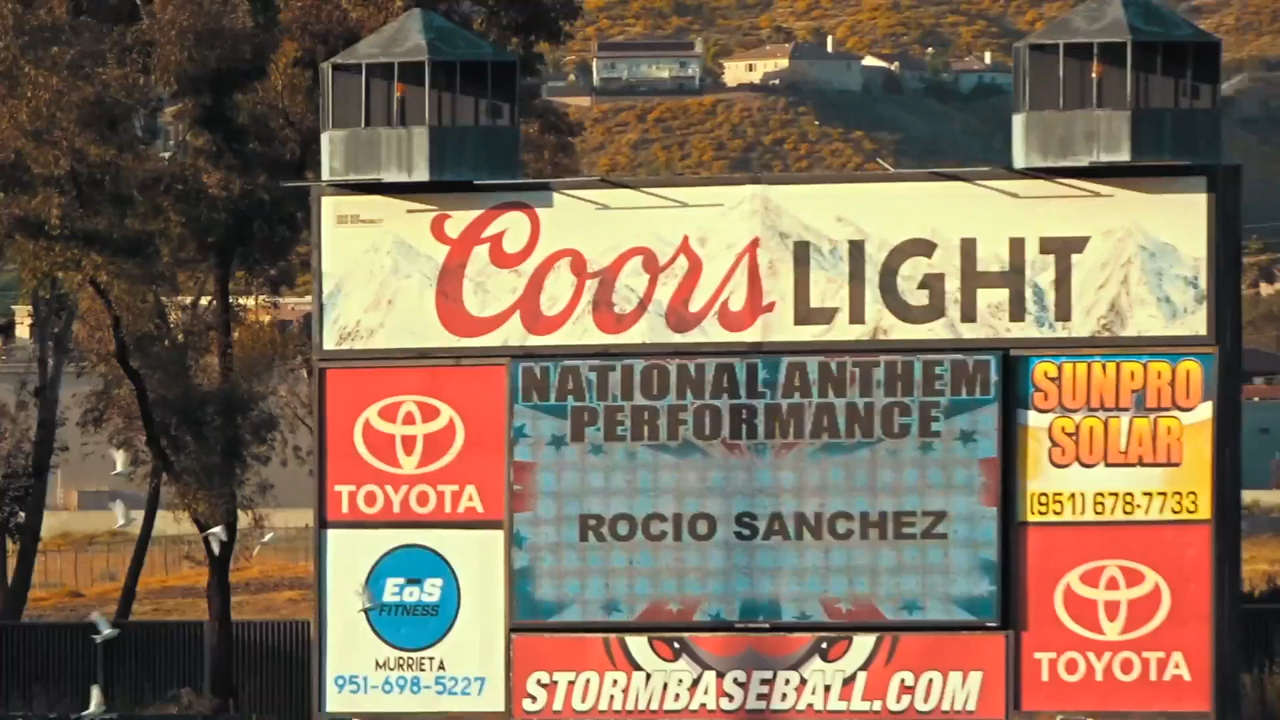 Coors LIGHT
TOYOTA
NATIONAL ANTHEM
PERFORMANCE
ROCIO SANCHEZ
SUNPRO
SOLAR
(951) 678-7733
EōS
FITNESS
MURRIETA
951-698-5227
STORMBASEBALL.COM
TOYOTA